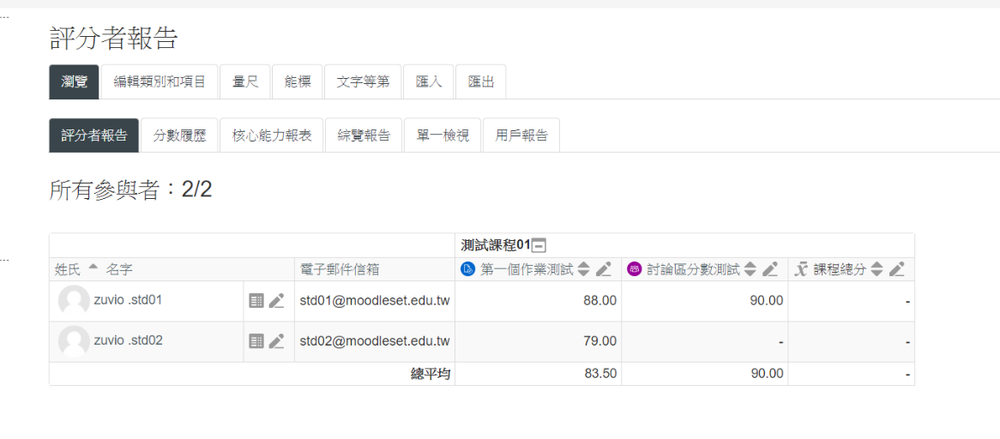 評分者報告
瀏覽 編輯類別和項目 量尺 能標 文字等第 匯入 匯出
評分者報告 分數履歷 核心能力報表 綜覽報告 單一檢視 用戶報告
所有參與者：2/2
測試課程01
姓氏 名字 電子郵件信箱 第一個作業測試 討論區分數測試 x̄ 課程總分
zuvio .std01 std01@moodleset.edu.tw 88.00 90.00 -
zuvio .std02 std02@moodleset.edu.tw 79.00 - -
總平均 83.50 90.00 -